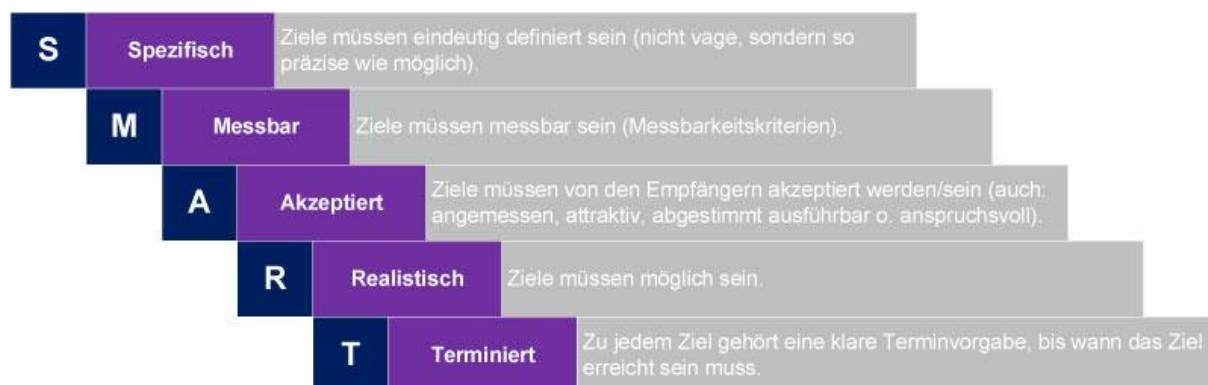 S Spezifisch Ziele müssen eindeutig definiert sein (nicht vage, sondern so
präzise wie möglich).
M Messbar Ziele müssen messbar sein (Messbarkeitskriterien).
A Akzeptiert Ziele müssen von den Empfängern akzeptiert werden/sein (auch:
angemessen, attraktiv, abgestimmt ausführbar o. anspruchsvoll).
R Realistisch Ziele müssen möglich sein.
T Terminiert Zu jedem Ziel gehört eine klare Terminvorgabe, bis wann das Ziel
erreicht sein muss.